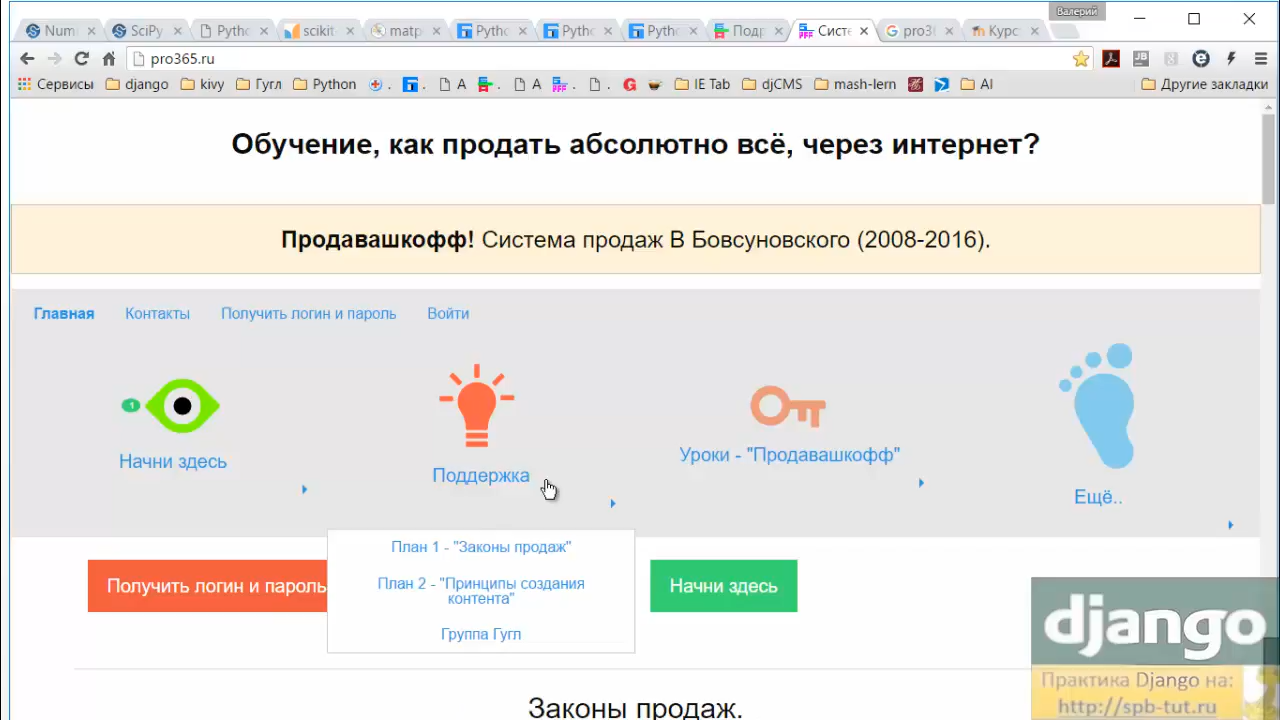 Валерий
Num
SciPy
Pytho
scikit
matp
Pytho
Pytho
Pytho
Подр
Систе
pro3
Курс
pro365.ru
Сервисы
django
kivy
Гугл
Python
A
A
IE Tab
djCMS
mash-lern
AI
Другие закладки
Обучение, как продать абсолютно всё, через интернет?
Продавашкофф! Система продаж В Бовсуновского (2008-2016).
Главная
Контакты
Получить логин и пароль
Войти
1
Начни здесь
Поддержка
Уроки - "Продавашкофф"
Ещё..
План 1 - "Законы продаж"
План 2 - "Принципы создания
контента"
Группа Гугл
Получить логин и пароль
Начни здесь
Законы продаж.
django
Практика Django на:
http://spb-tut.ru